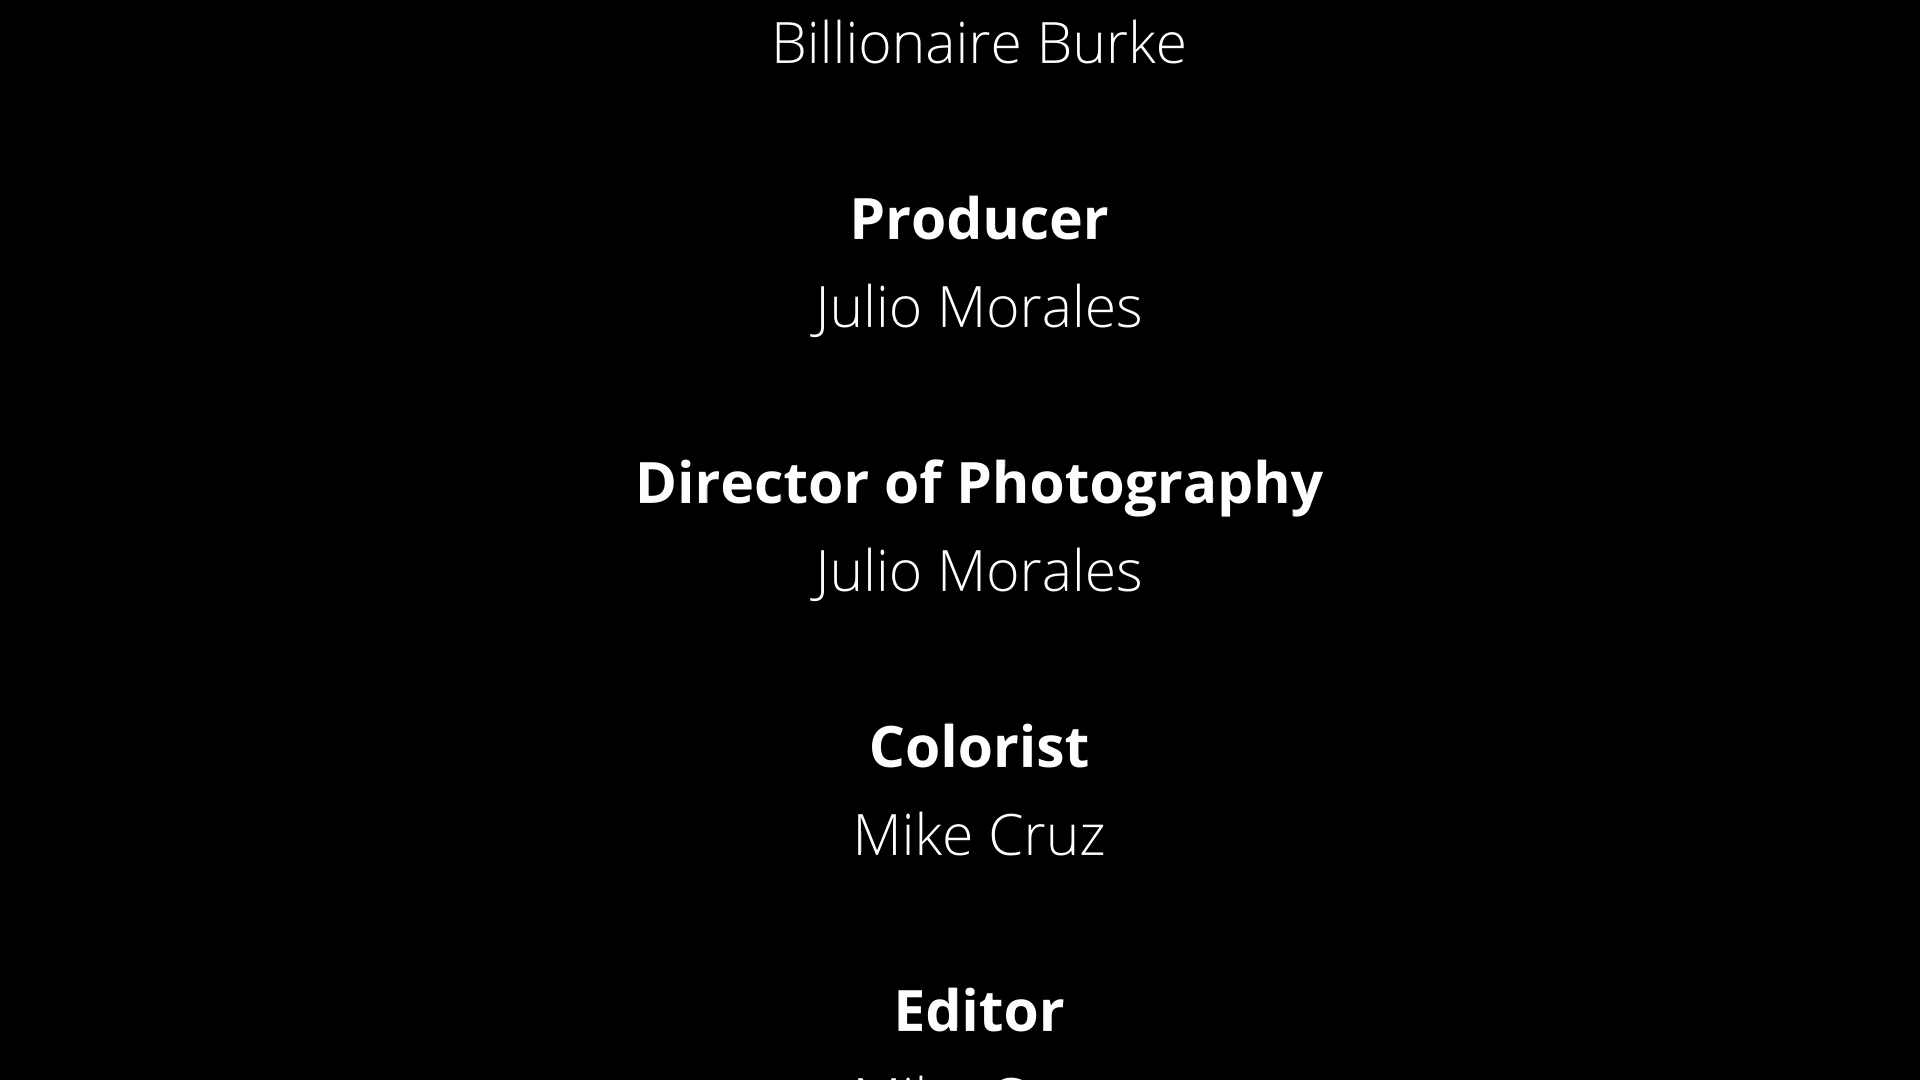 Billionaire Burke
Producer
Julio Morales
Director of Photography
Julio Morales
Colorist
Mike Cruz
Editor